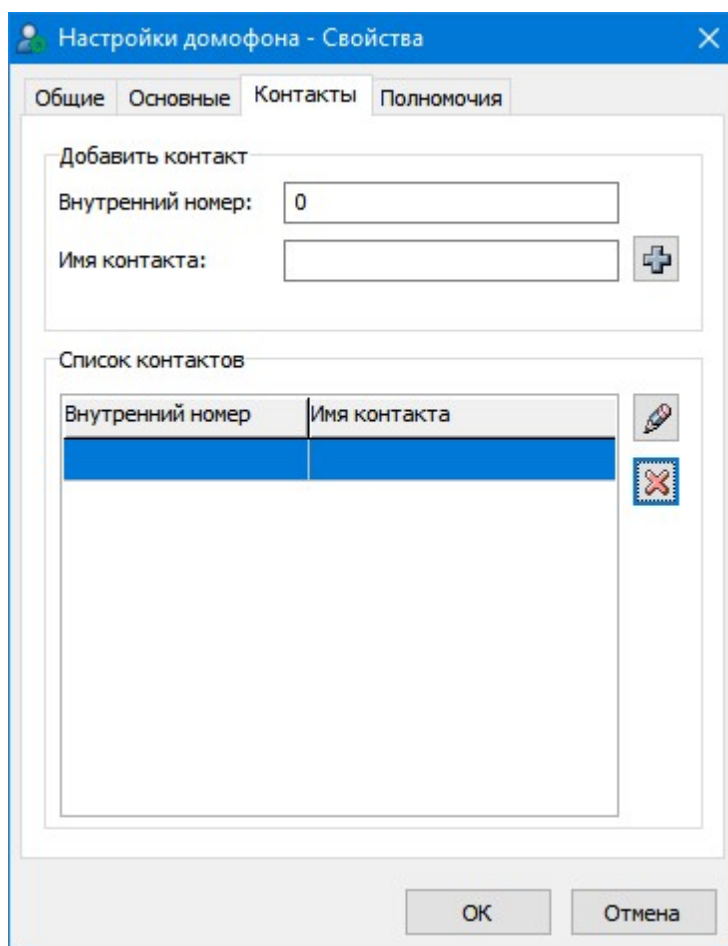 Настройки домофона - Свойства
Общие Основные Контакты Полномочия
Добавить контакт
Внутренний номер: 0
Имя контакта:
Список контактов
Внутренний номер Имя контакта
ОК Отмена